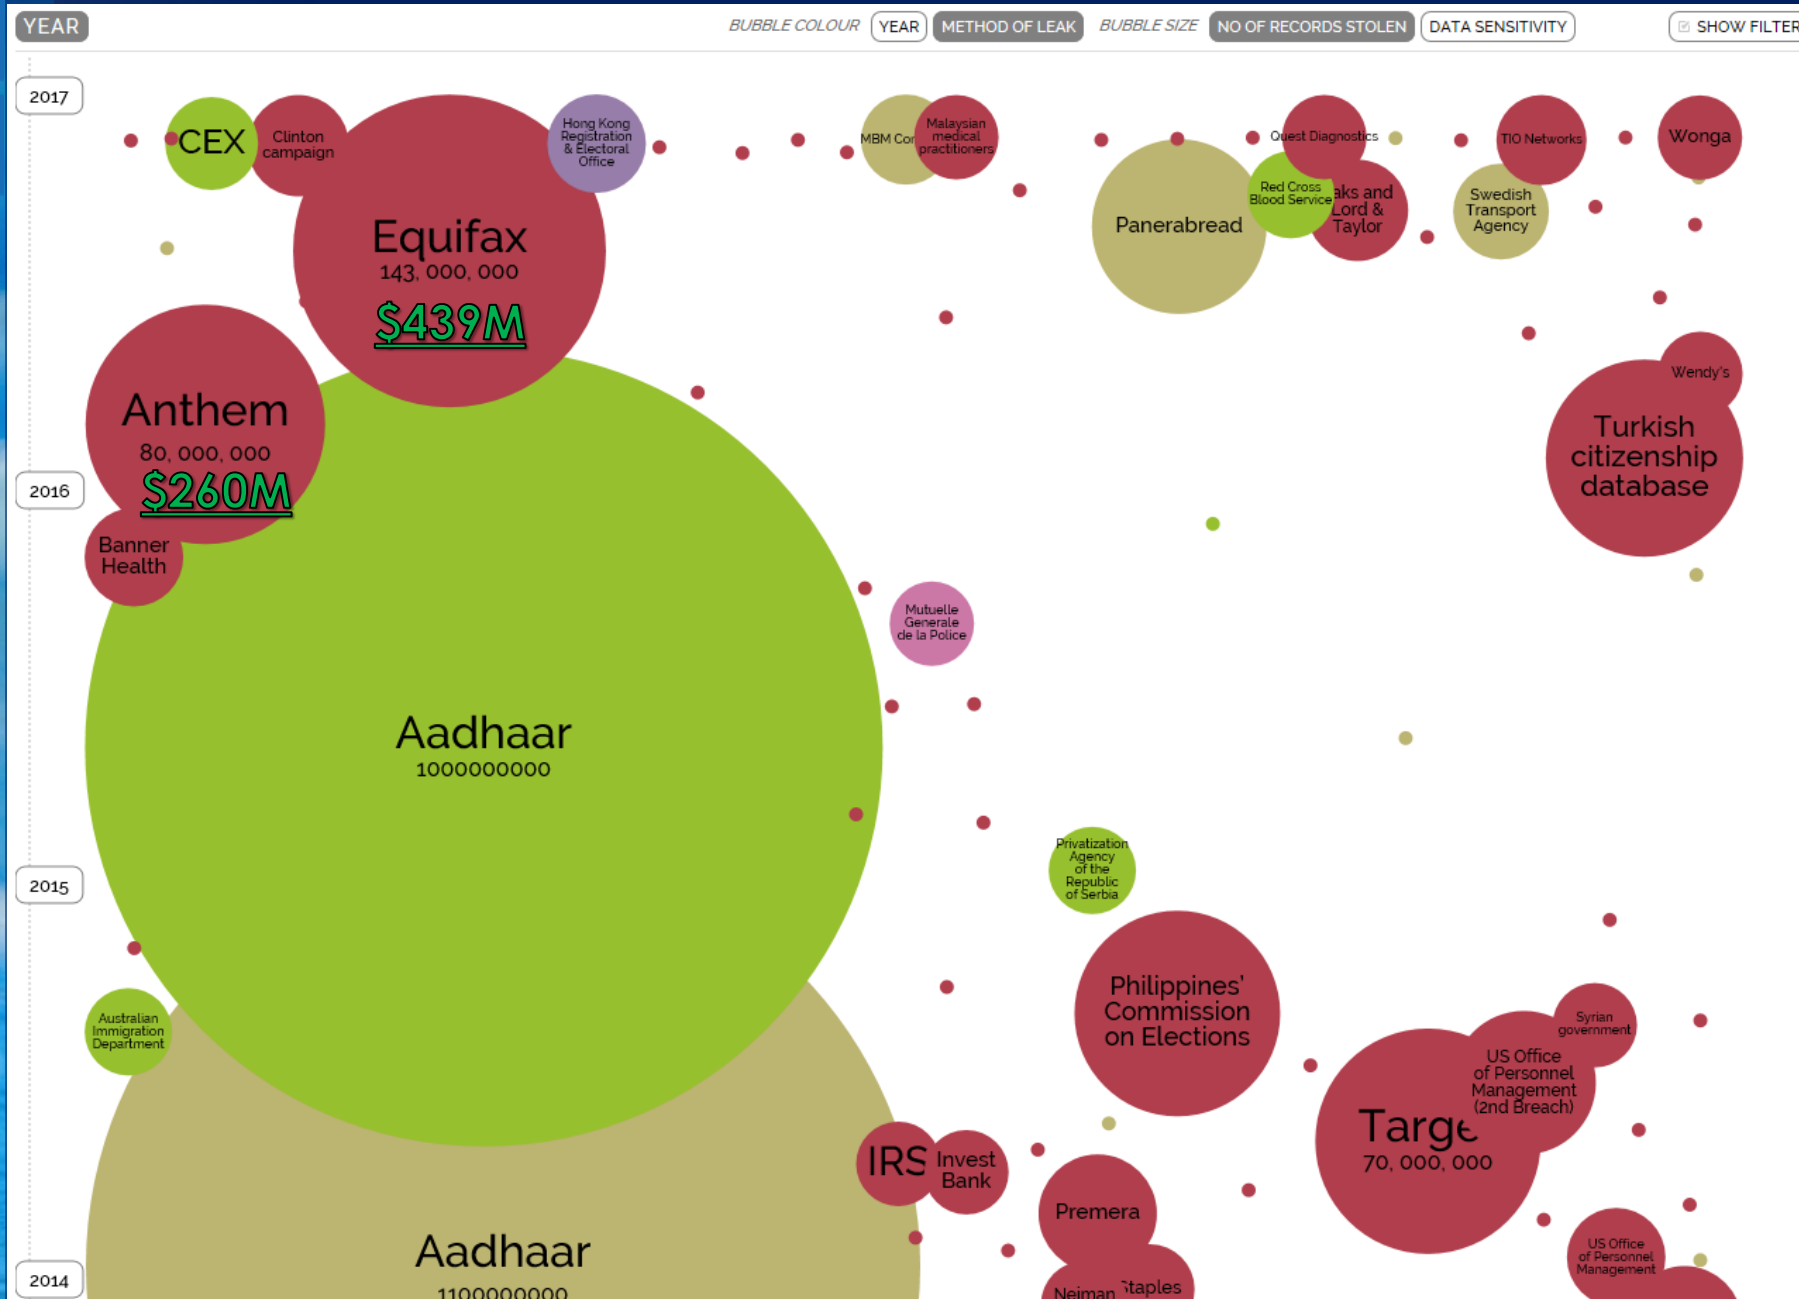 YEAR
BUBBLE COLOUR YEAR METHOD OF LEAK BUBBLE SIZE NO OF RECORDS STOLEN DATA SENSITIVITY SHOW FILTER
2017
CEX
Clinton
campaign
Hong Kong
Registration
& Electoral
Office
MBM Cor
Malaysian
medical
practitioners
Quest Diagnostics
TIO Networks
Wonga
Equifax
143, 000, 000
$439M
Panerabread
Red Cross
Blood Service
aks and
Lord &
Taylor
Swedish
Transport
Agency
Anthem
80, 000, 000
$260M
Wendy's
Turkish
citizenship
database
2016
Banner
Health
Mutuelle
Generale
de la Police
Aadhaar
1000000000
2015
Privatization
Agency
of the
Republic
of Serbia
Australian
Immigration
Department
Philippines'
Commission
on Elections
Syrian
government
US Office
of Personnel
Management
(2nd Breach)
Targe
70, 000, 000
IRS
Invest
Bank
Premera
Aadhaar
1100000000
US Office
of Personnel
Management
2014
Neiman
Staples